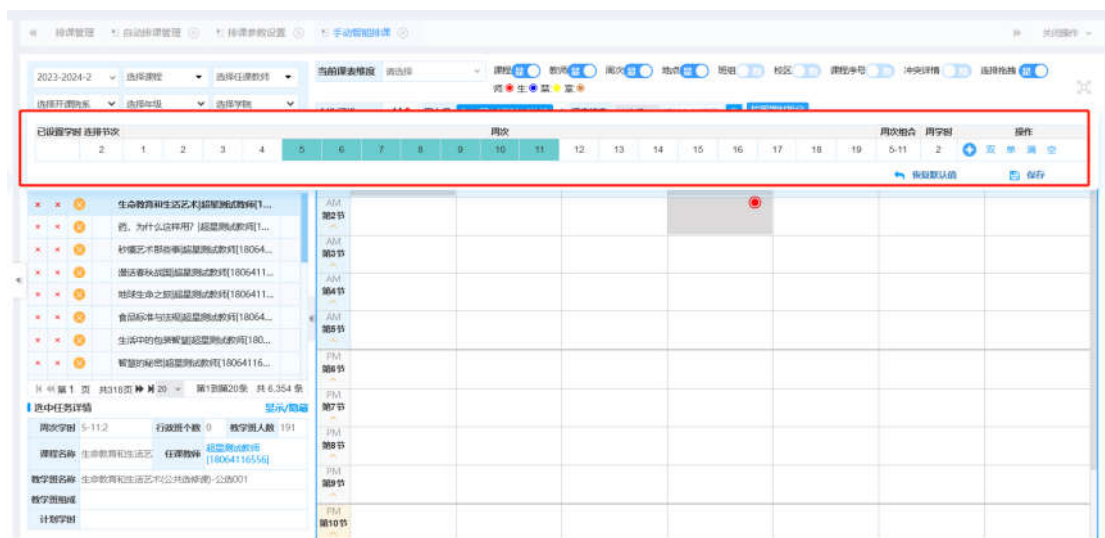 排课管理 自动排课管理 排课参数设置 手动智能排课 关闭操作
2023-2024-2 选择课程 选择任课教师 当前课表维度 请选择 课程 教师 周次 地点 班组 校区 课程序号 冲突详情 选择拖拽
师 生 禁 室
选择开课院系 选择年级 选择学院
已设置学时 连排节次 周次 周次组合 周学时 操作
2 1 2 3 4 5 6 7 8 9 10 11 12 13 14 15 16 17 18 19 5-11 2 双 单 满 空
恢复默认值 保存
生命教育和生活艺术|超星测试教师[1... AM 第2节
药，为什么这样用？|超星测试教师[1...
AM 第3节
秒懂艺术那些事|超星测试教师[18064...
漫话春秋战国|超星测试教师[1806411... AM 第4节
地球生命之旅|超星测试教师[1806411...
食品标准与法规|超星测试教师[18064... AM 第5节
生活中的包装智慧|超星测试教师[180...
智慧的秘密|超星测试教师[18064116... PM 第6节
第 1 页 共318页 20 第1到第20条 共 6,354 条
选中任务详情 显示/隐藏 PM 第7节
周次学时 5-11:2 行政班个数 0 教学班人数 191
课程名称 生命教育和生活艺 任课教师 超星测试教师[18064116556] PM 第8节
教学班名称 生命教育和生活艺术(公共选修课)-公选001 PM 第9节
教学班组成
计划学时 PM 第10节